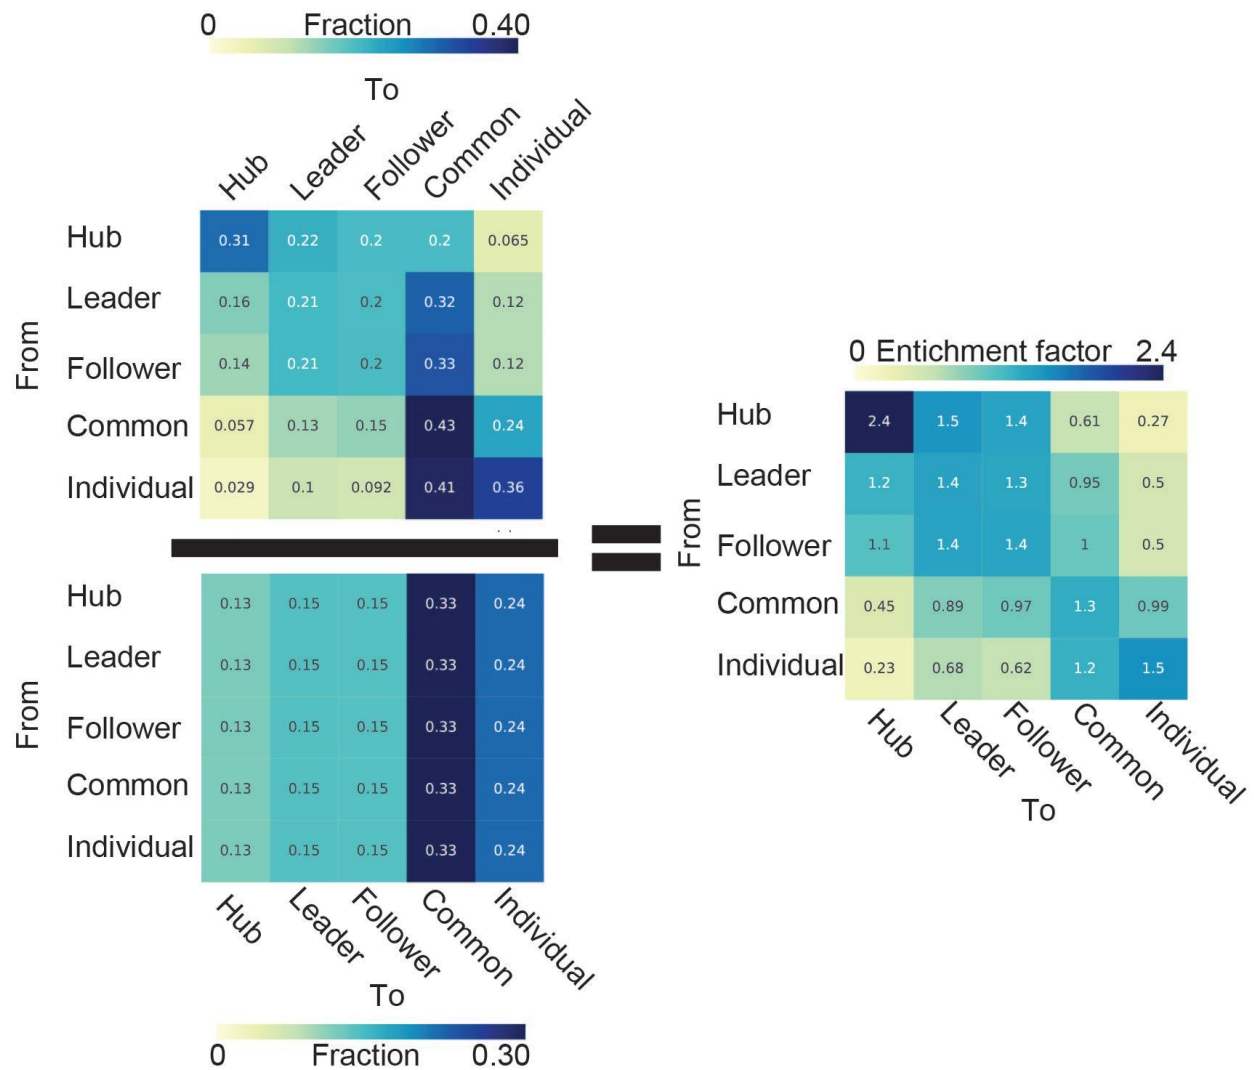 0 Fraction 0.40
To
Hub Leader Follower Common Individual
From
Hub 0.31 0.22 0.2 0.2 0.065
Leader 0.16 0.21 0.2 0.32 0.12
Follower 0.14 0.21 0.2 0.33 0.12
Common 0.057 0.13 0.15 0.43 0.24
Individual 0.029 0.1 0.092 0.41 0.36
From
Hub 0.13 0.15 0.15 0.33 0.24
Leader 0.13 0.15 0.15 0.33 0.24
Follower 0.13 0.15 0.15 0.33 0.24
Common 0.13 0.15 0.15 0.33 0.24
Individual 0.13 0.15 0.15 0.33 0.24
Hub Leader Follower Common Individual
To
0 Fraction 0.30
0 Entichment factor 2.4
From
Hub 2.4 1.5 1.4 0.61 0.27
Leader 1.2 1.4 1.3 0.95 0.5
Follower 1.1 1.4 1.4 1 0.5
Common 0.45 0.89 0.97 1.3 0.99
Individual 0.23 0.68 0.62 1.2 1.5
Hub Leader Follower Common Individual
To